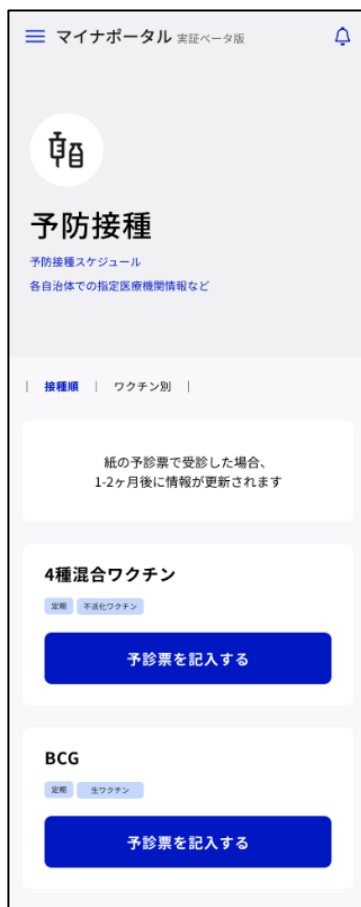 マイナポータル 実証ベータ版
予防接種
予防接種スケジュール
各自治体での指定医療機関情報など
| 接種順 | ワクチン別 |
紙の予診票で受診した場合、
1-2ヶ月後に情報が更新されます
4種混合ワクチン
定期 不活化ワクチン
予診票を記入する
BCG
定期 生ワクチン
予診票を記入する